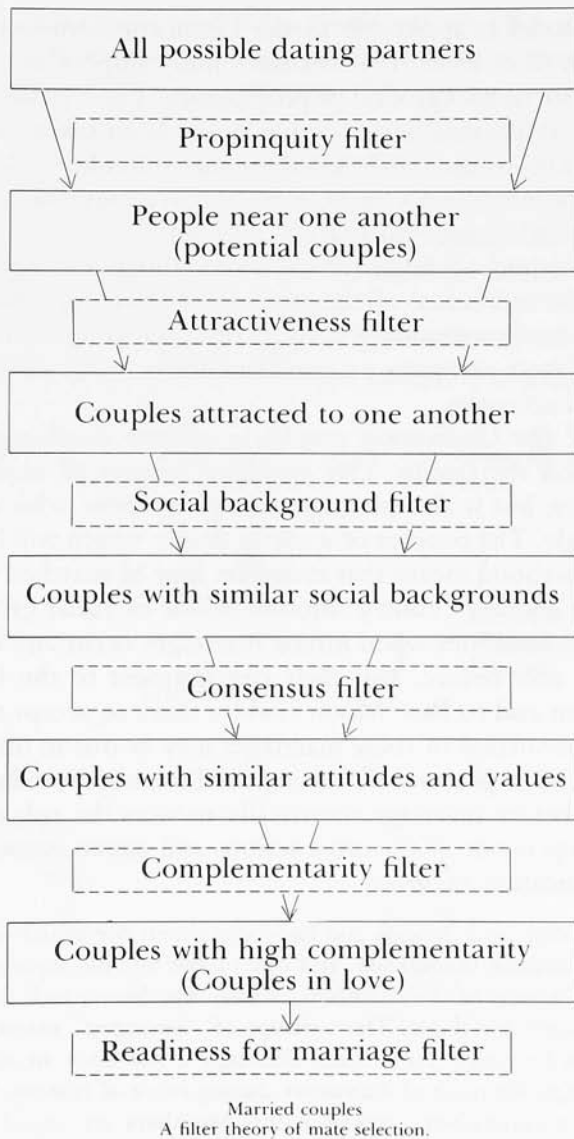 All possible dating partners
Propinquity filter
People near one another
(potential couples)
Attractiveness filter
Couples attracted to one another
Social background filter
Couples with similar social backgrounds
Consensus filter
Couples with similar attitudes and values
Complementarity filter
Couples with high complementarity
(Couples in love)
Readiness for marriage filter
Married couples
A filter theory of mate selection.